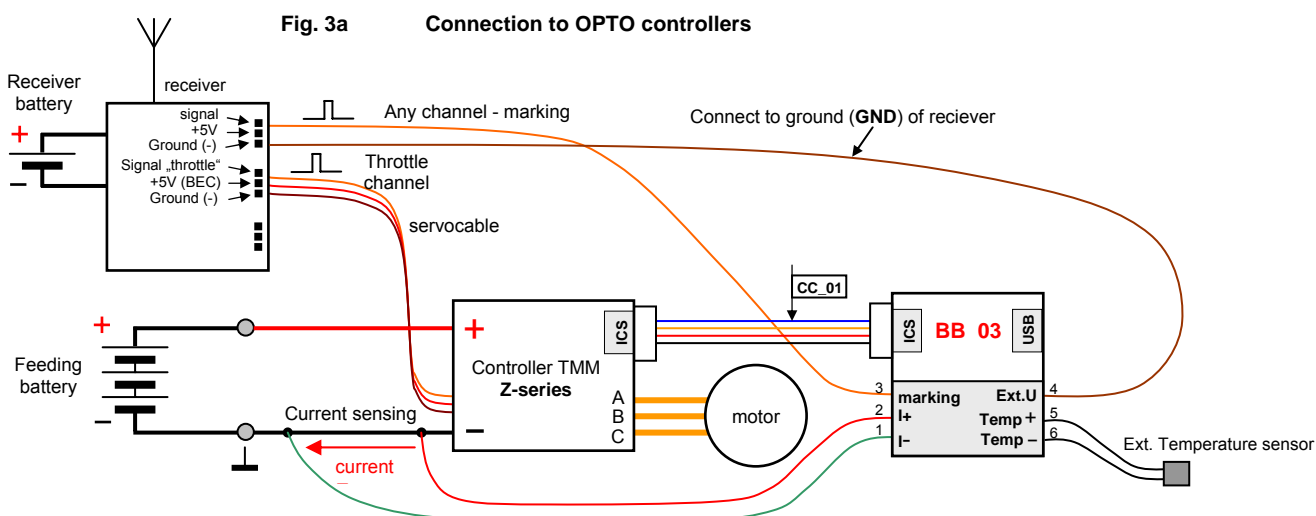 Fig. 3a Connection to OPTO controllers
Receiver
battery
+
−
receiver
signal
+5V
Ground (-)
Signal „throttle“
+5V (BEC)
Ground (-)
Any channel - marking
Throttle
channel
servocable
Connect to ground (GND) of reciever
CC_01
Feeding
battery
+
−
Current sensing
current
+
−
ICS
Controller TMM
Z-series
A
B
C
motor
ICS
BB 03
USB
3 marking
2 I+
1 I-
Ext.U 4
Temp + 5
Temp − 6
Ext. Temperature sensor